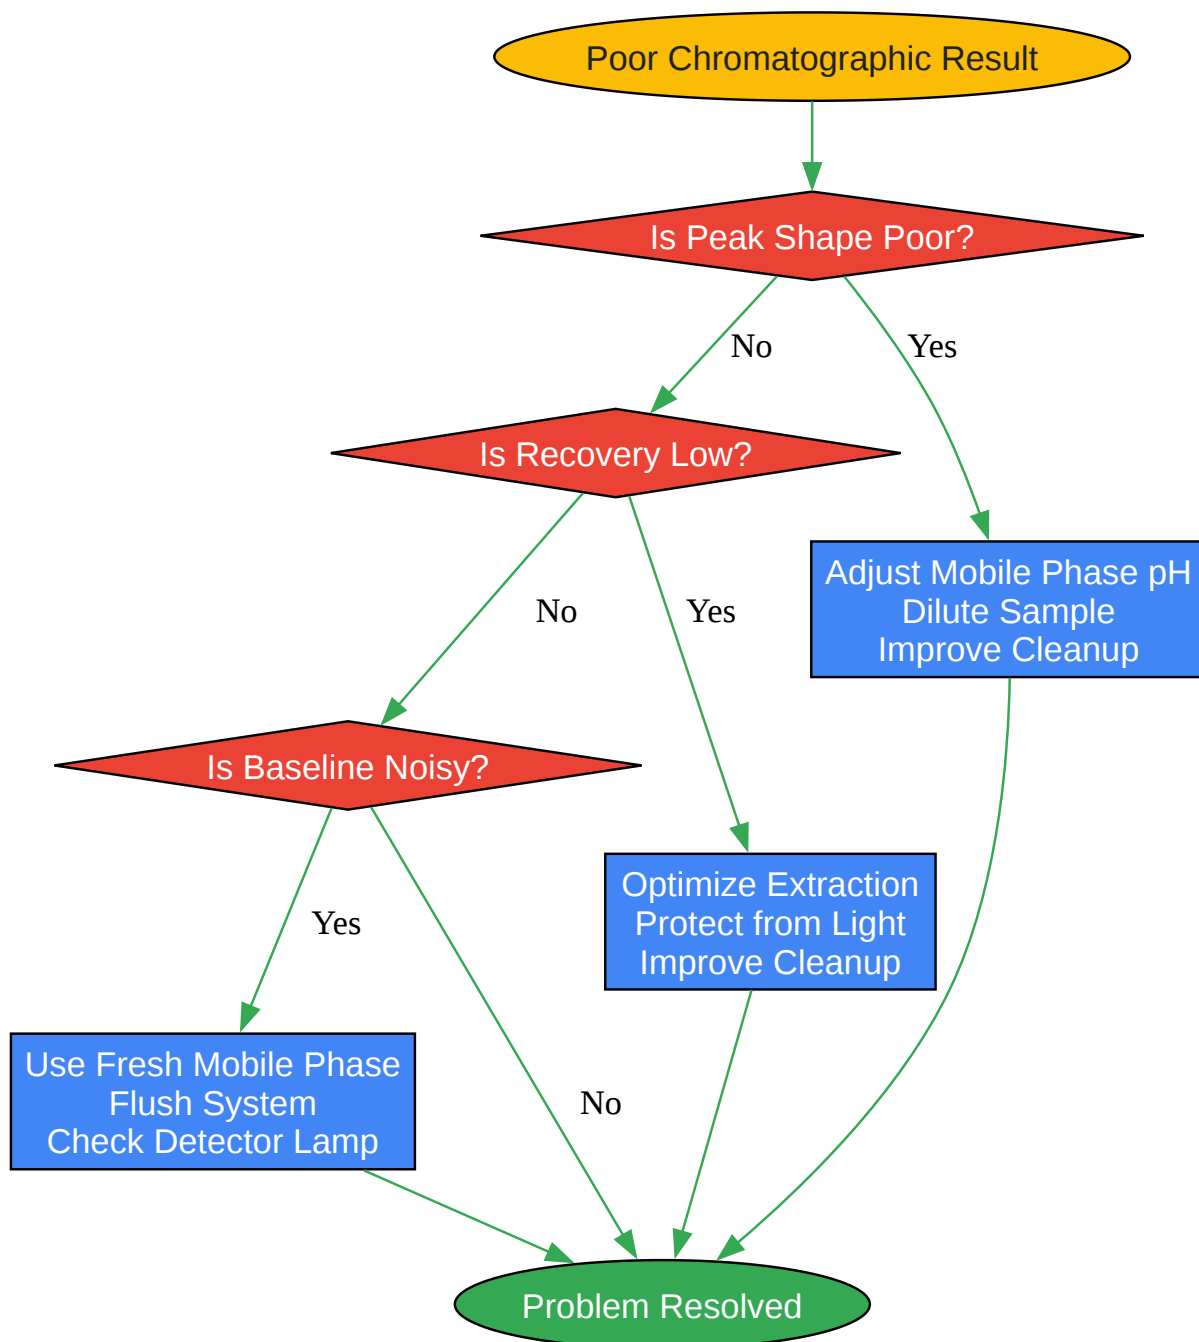 Poor Chromatographic Result
Is Peak Shape Poor?
No
Yes
Is Recovery Low?
Adjust Mobile Phase pH
Dilute Sample
Improve Cleanup
No
Yes
Is Baseline Noisy?
Optimize Extraction
Protect from Light
Improve Cleanup
Yes
Use Fresh Mobile Phase
Flush System
Check Detector Lamp
No
Problem Resolved